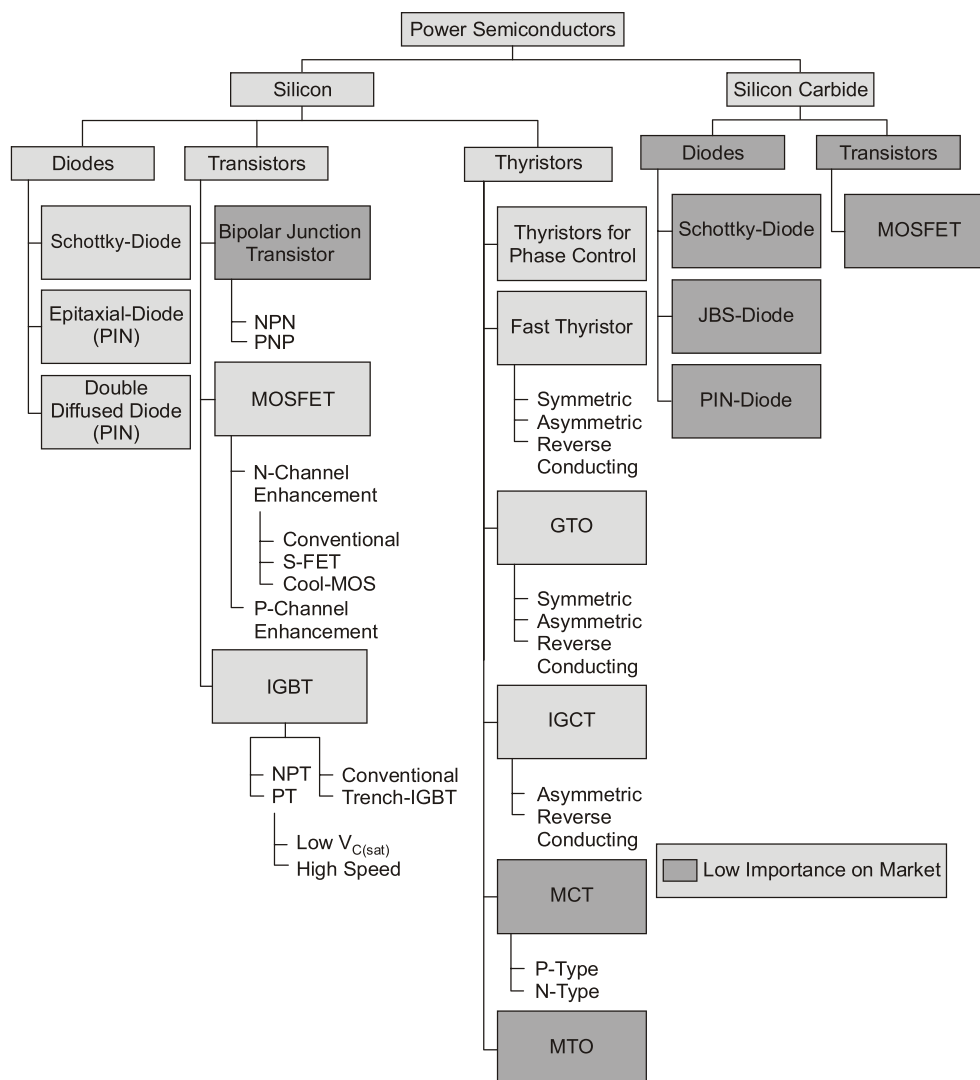 Power Semiconductors
Silicon
Silicon Carbide
Diodes
Transistors
Thyristors
Diodes
Transistors
Schottky-Diode
Epitaxial-Diode
(PIN)
Double
Diffused Diode
(PIN)
Bipolar Junction
Transistor
NPN
PNP
MOSFET
N-Channel
Enhancement
Conventional
S-FET
Cool-MOS
P-Channel
Enhancement
IGBT
NPT
PT
Conventional
Trench-IGBT
Low VC(sat)
High Speed
Thyristors for
Phase Control
Fast Thyristor
Symmetric
Asymmetric
Reverse
Conducting
GTO
Symmetric
Asymmetric
Reverse
Conducting
IGCT
Asymmetric
Reverse
Conducting
MCT
P-Type
N-Type
MTO
Schottky-Diode
JBS-Diode
PIN-Diode
MOSFET
Low Importance on Market